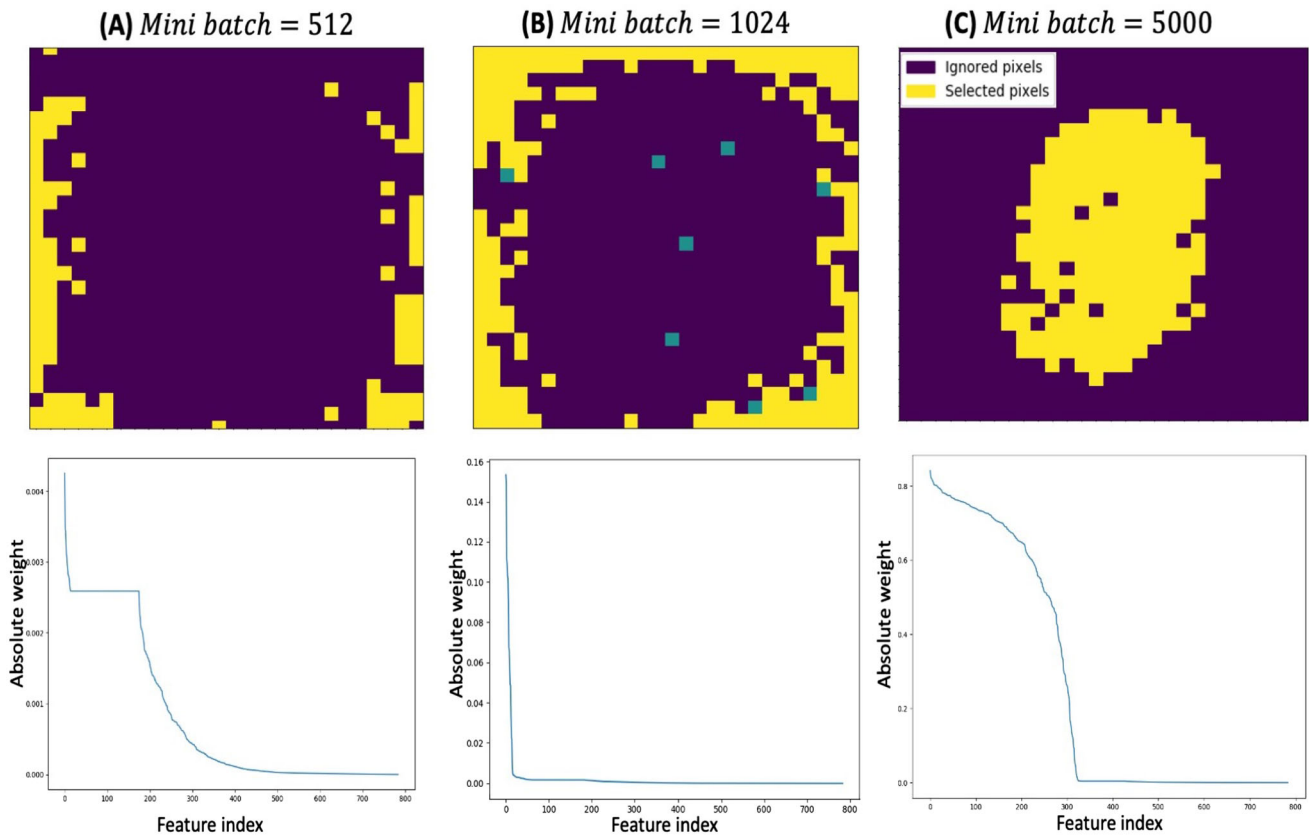 (A) Mini batch = 512
(B) Mini batch = 1024
(C) Mini batch = 5000
Ignored pixels
Selected pixels
Absolute weight
0.004
0.003
0.002
0.001
0.000
0 100 200 300 400 500 600 700 800
Feature index
Absolute weight
0.16
0.14
0.12
0.10
0.08
0.06
0.04
0.02
0.00
0 100 200 300 400 500 600 700 800
Feature index
Absolute weight
0.8
0.6
0.4
0.2
0.0
0 100 200 300 400 500 600 700 800
Feature index